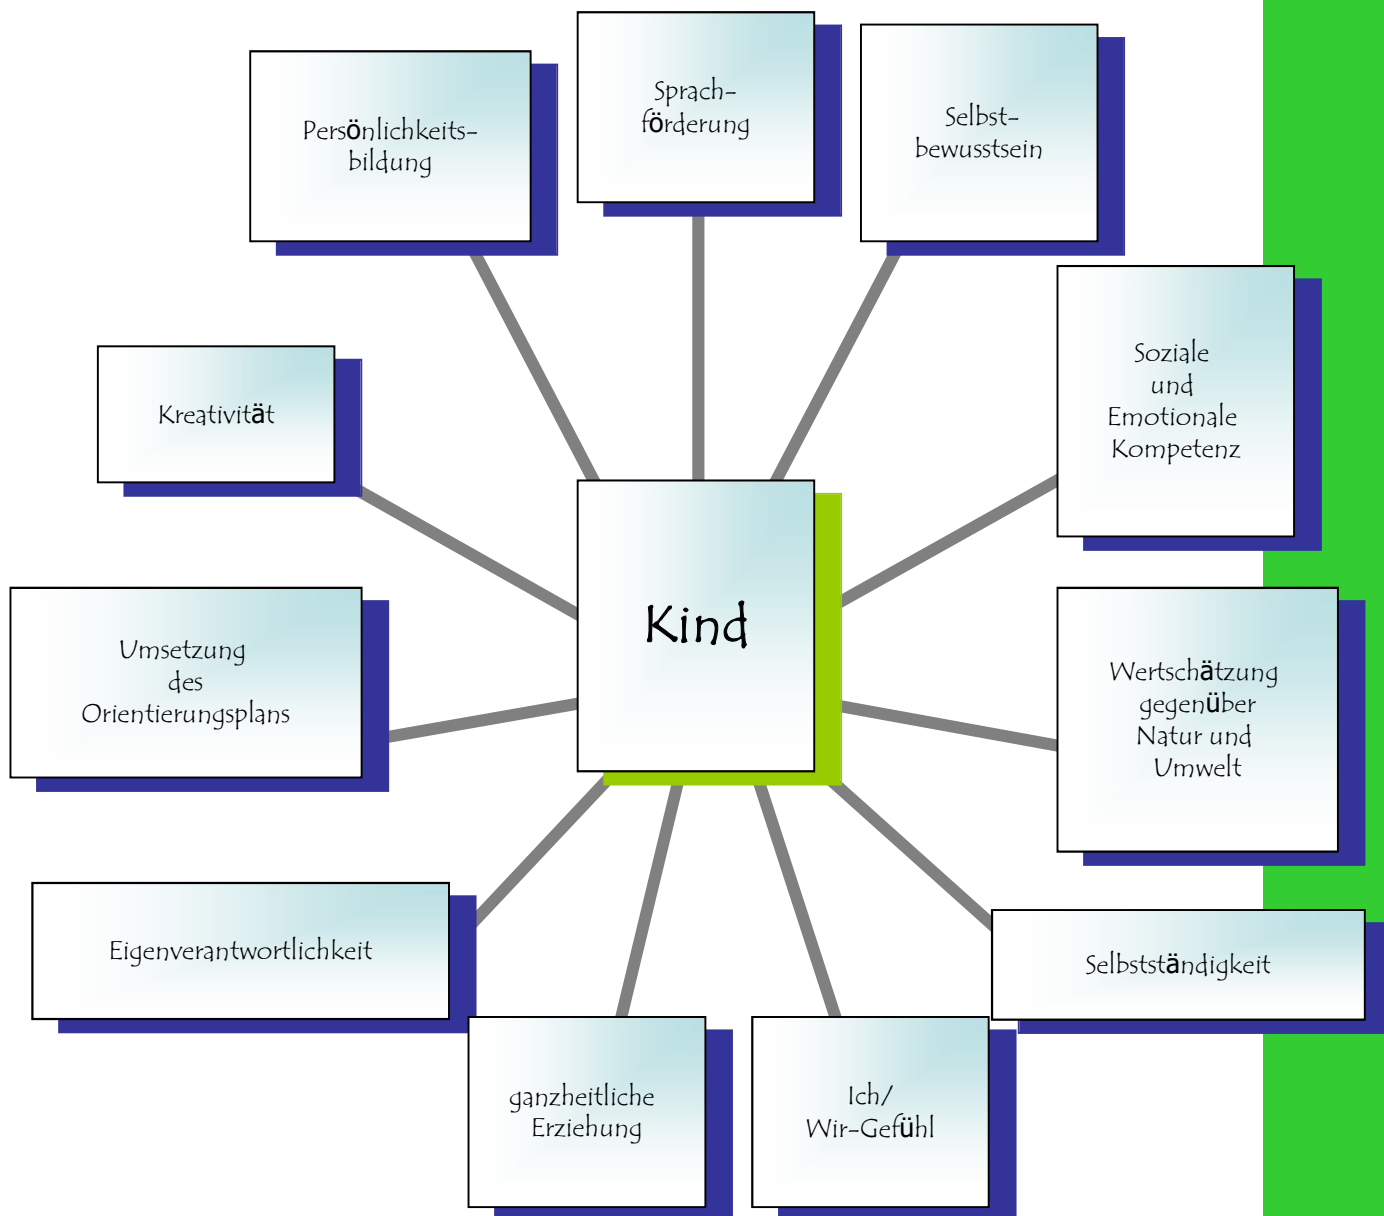 Persönlichkeits-
bildung
Sprach-
förderung
Selbst-
bewusstsein
Soziale
und
Emotionale
Kompetenz
Kreativität
Kind
Umsetzung
des
Orientierungsplans
Wertschätzung
gegenüber
Natur und
Umwelt
Eigenverantwortlichkeit
Selbstständigkeit
ganzheitliche
Erziehung
Ich/
Wir-Gefühl